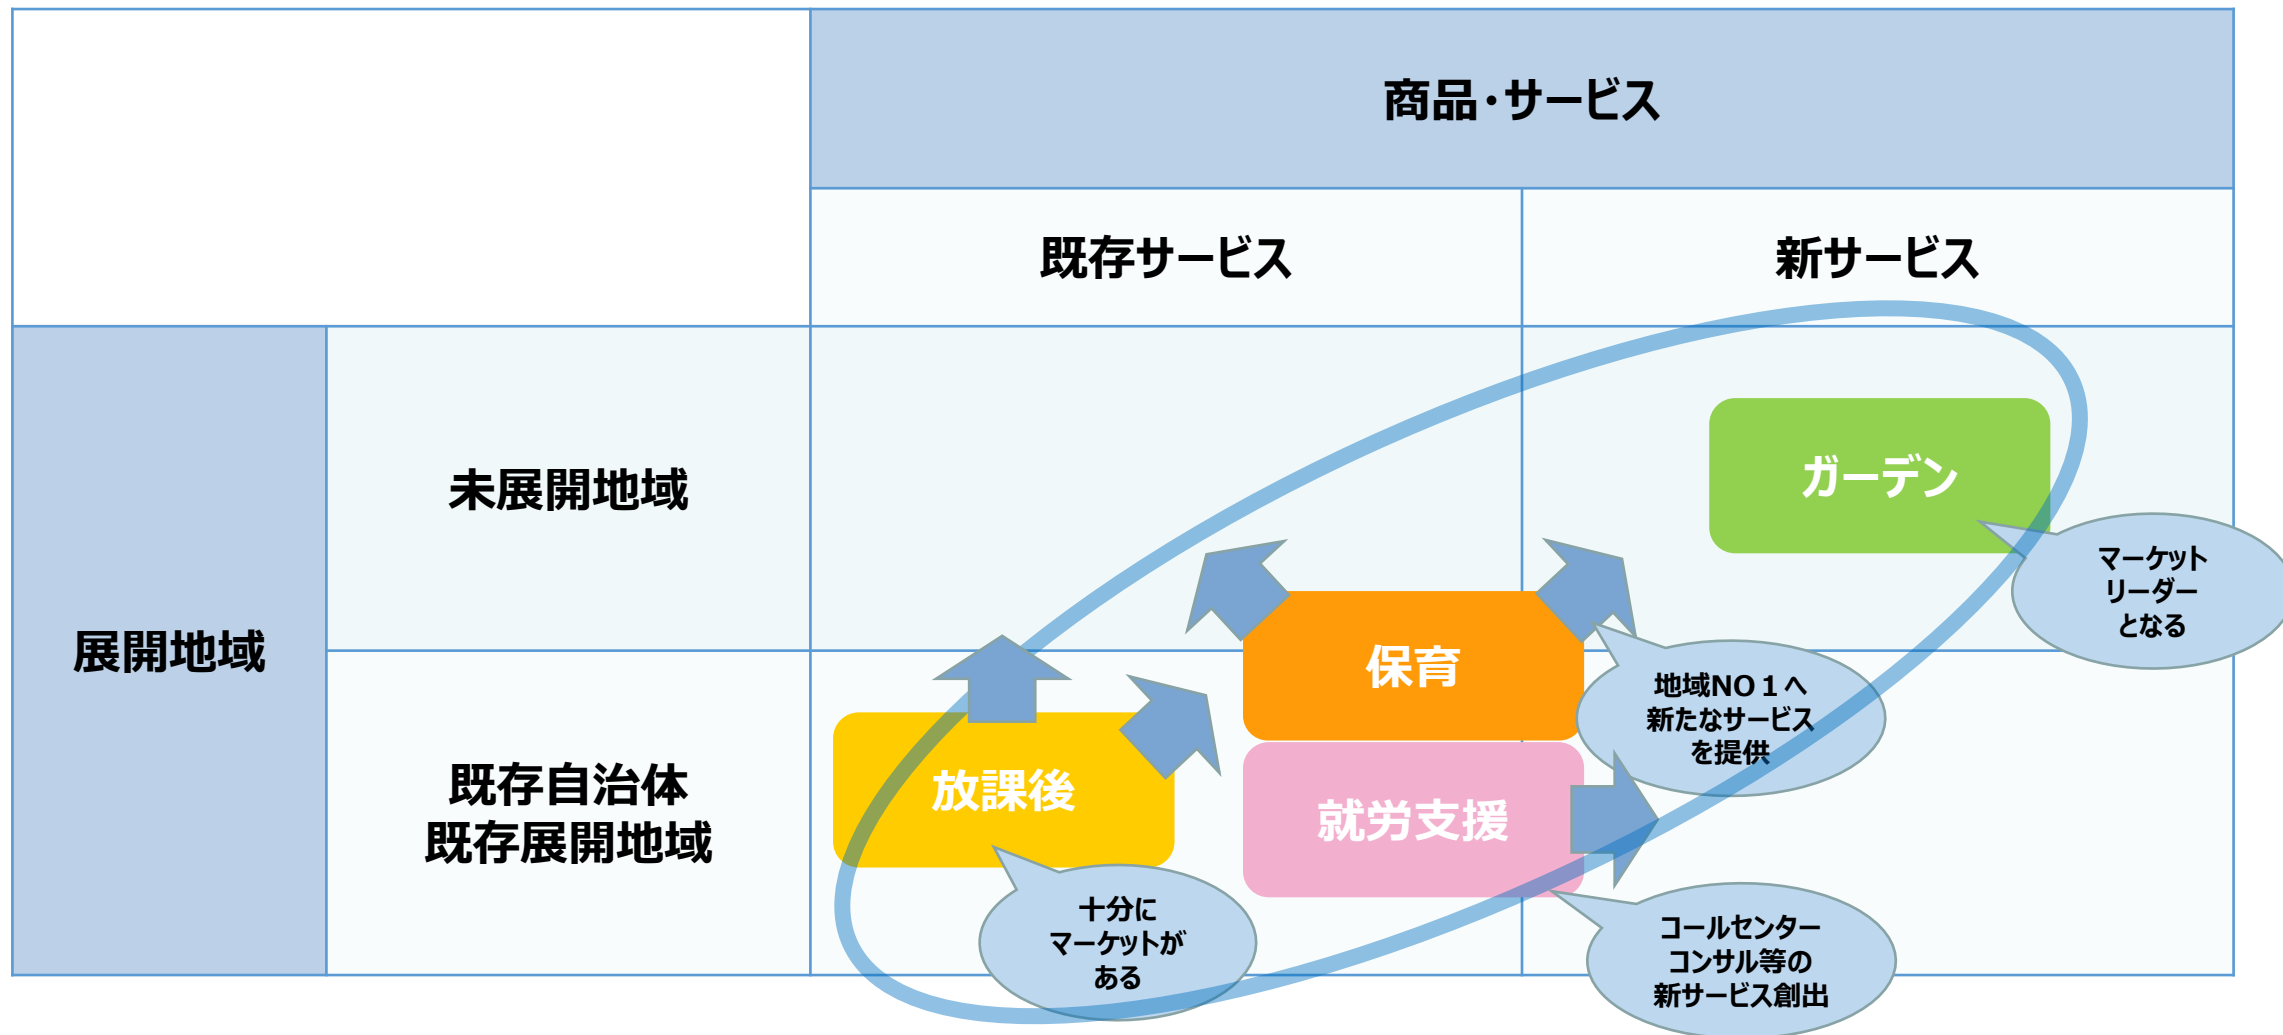 商品・サービス
既存サービス
新サービス
展開地域
未展開地域
ガーデン
マーケット
リーダー
となる
保育
地域NO１へ
新たなサービス
を提供
既存自治体
既存展開地域
放課後
就労支援
十分に
マーケットが
ある
コールセンター
コンサル等の
新サービス創出